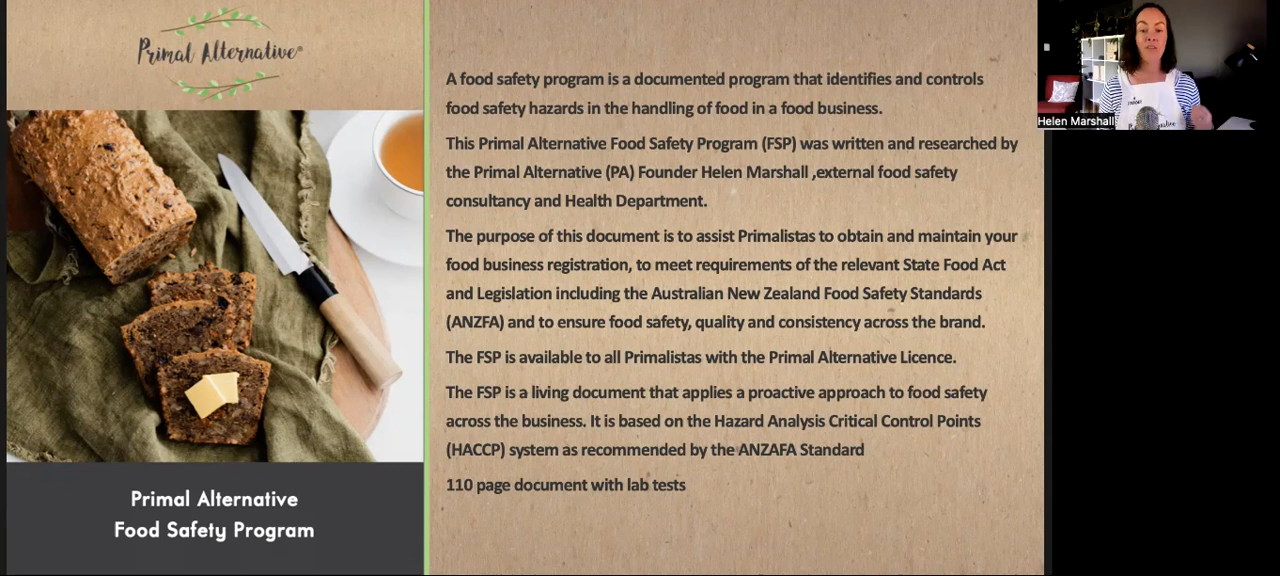 Primal Alternative®
Primal Alternative
Food Safety Program
A food safety program is a documented program that identifies and controls
food safety hazards in the handling of food in a food business.
This Primal Alternative Food Safety Program (FSP) was written and researched by
the Primal Alternative (PA) Founder Helen Marshall ,external food safety
consultancy and Health Department.
The purpose of this document is to assist Primalistas to obtain and maintain your
food business registration, to meet requirements of the relevant State Food Act
and Legislation including the Australian New Zealand Food Safety Standards
(ANZFA) and to ensure food safety, quality and consistency across the brand.
The FSP is available to all Primalistas with the Primal Alternative Licence.
The FSP is a living document that applies a proactive approach to food safety
across the business. It is based on the Hazard Analysis Critical Control Points
(HACCP) system as recommended by the ANZAFA Standard
110 page document with lab tests
Helen Marshall